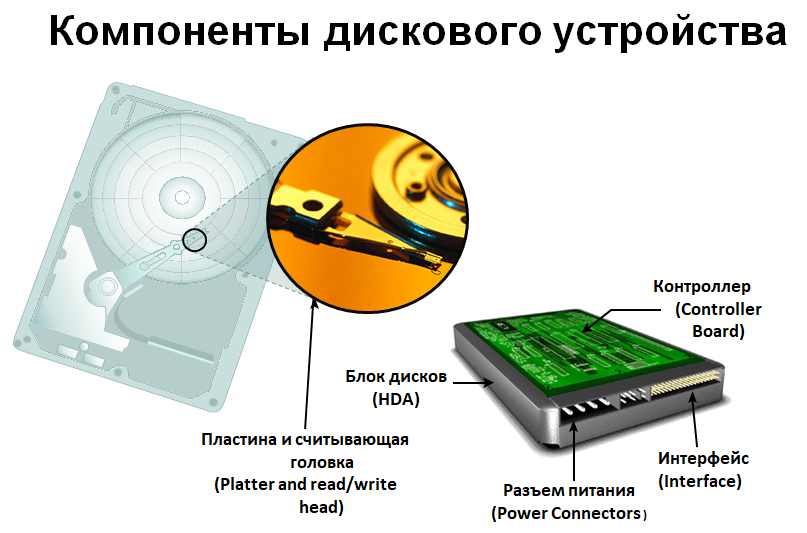 Компоненты дискового устройства
Контроллер
(Controller
Board)
Блок дисков
(HDA)
Пластина и считывающая
головка
(Platter and read/write
head)
Интерфейс
(Interface)
Разъем питания
(Power Connectors)